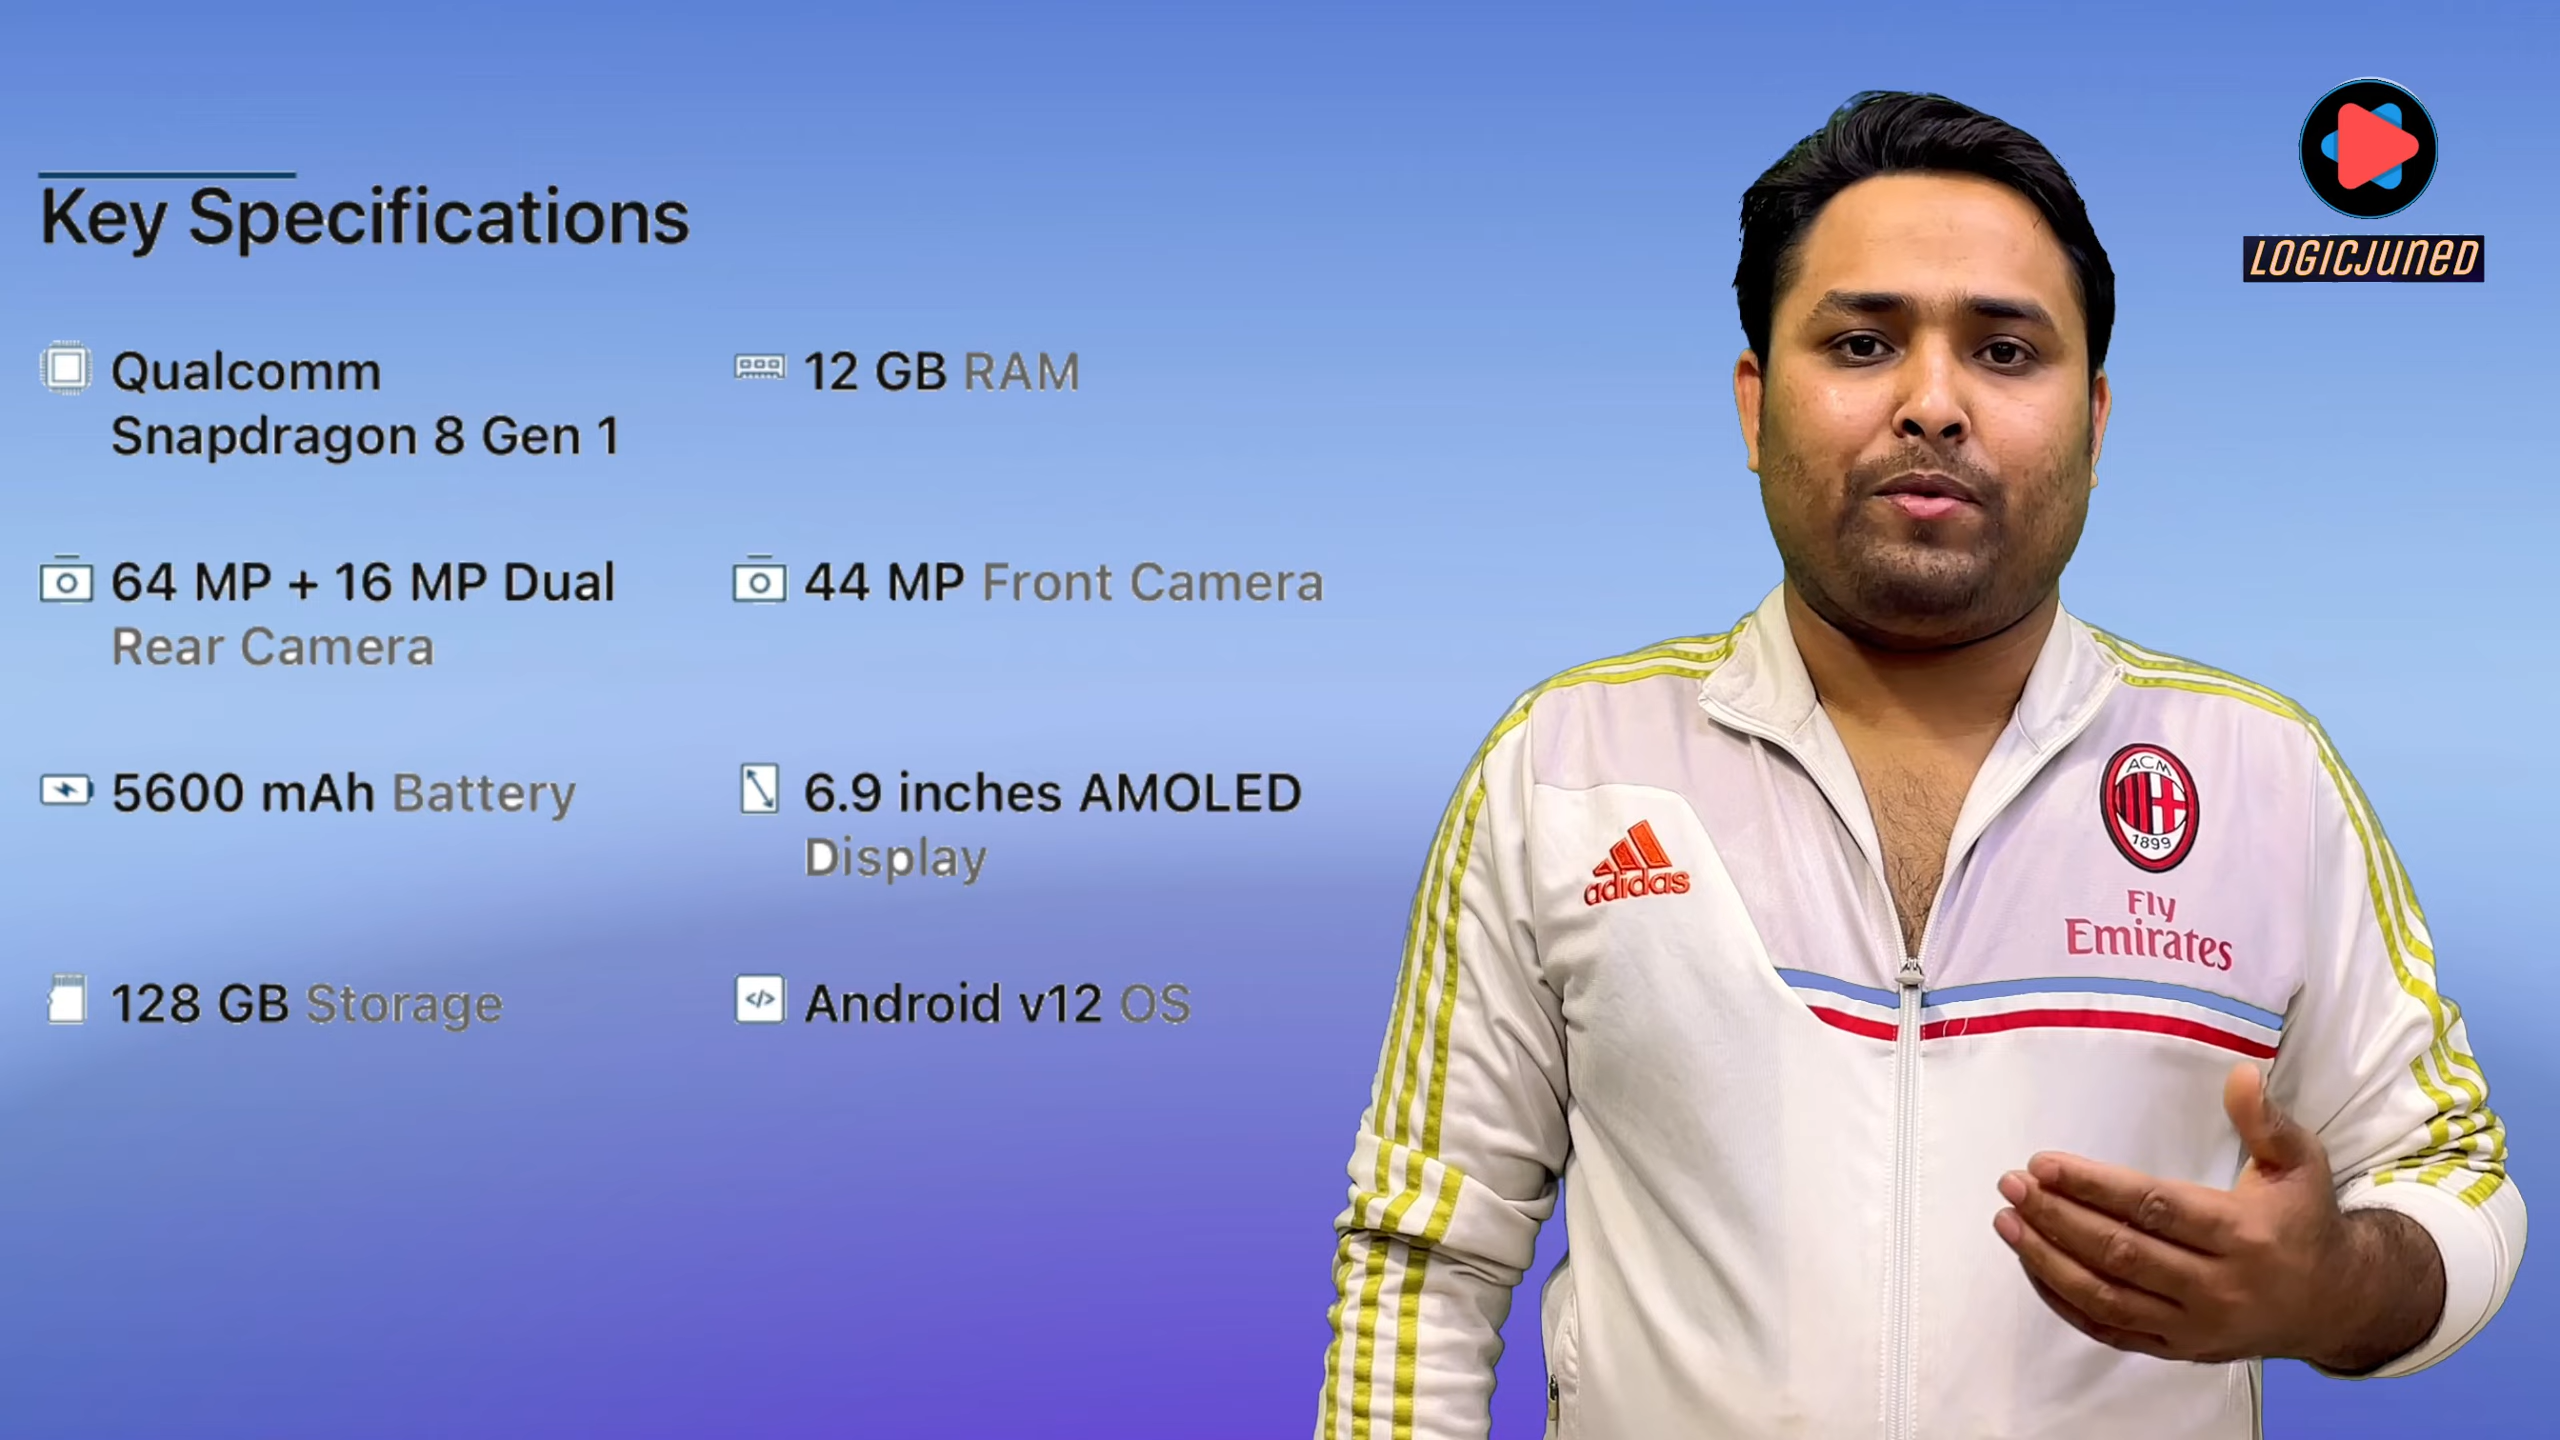 Key Specifications
Qualcomm
Snapdragon 8 Gen 1
12 GB RAM
64 MP + 16 MP Dual
Rear Camera
44 MP Front Camera
5600 mAh Battery
6.9 inches AMOLED
Display
128 GB Storage
</> Android v12 OS
LOGICJUNED
adidas
ACM
1899
Fly
Emirates